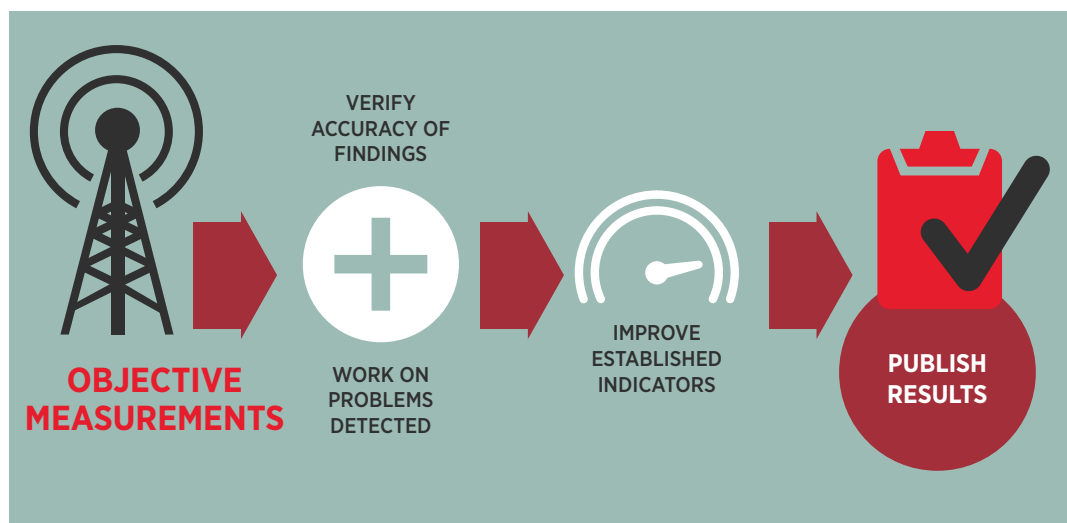 OBJECTIVE
MEASUREMENTS
VERIFY
ACCURACY OF
FINDINGS
WORK ON
PROBLEMS
DETECTED
IMPROVE
ESTABLISHED
INDICATORS
PUBLISH
RESULTS